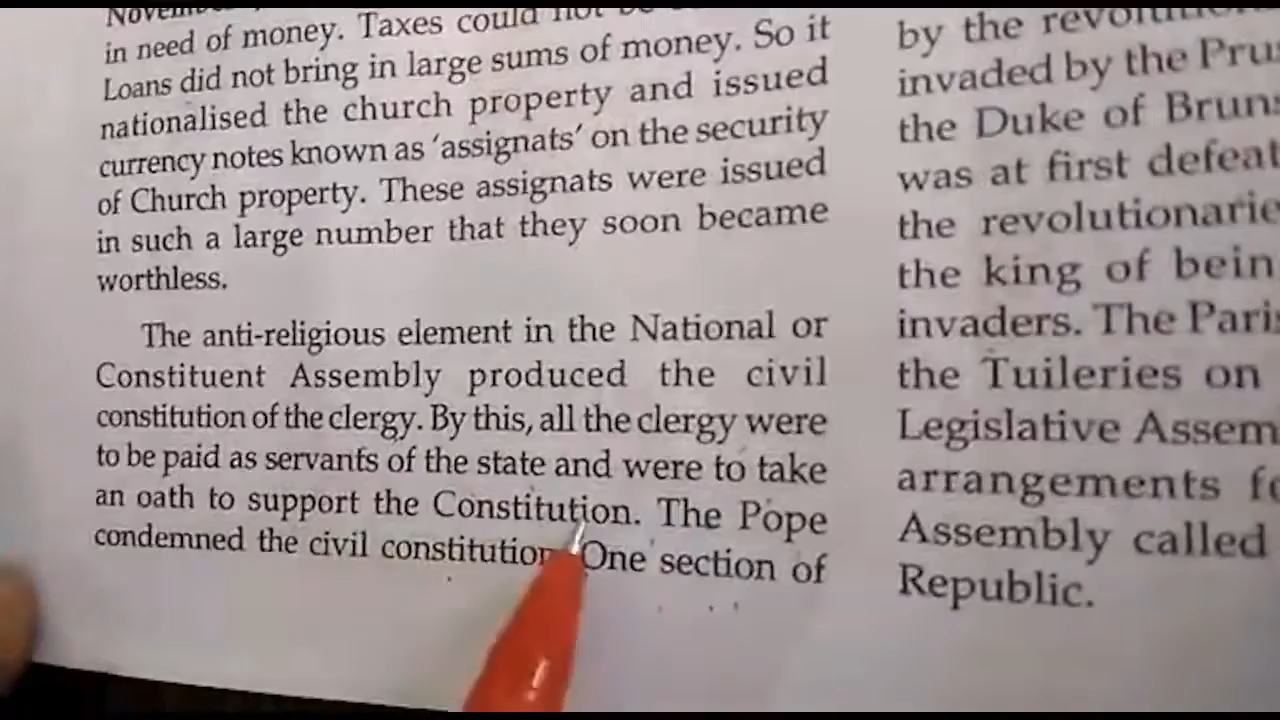 in need of money. Taxes could not be
Loans did not bring in large sums of money. So it
nationalised the church property and issued
currency notes known as 'assignats' on the security
of Church property. These assignats were issued
in such a large number that they soon became
worthless.
The anti-religious element in the National or
Constituent Assembly produced the civil
constitution of the clergy. By this, all the clergy were
to be paid as servants of the state and were to take
an oath to support the Constitution. The Pope
condemned the civil constitution. One section of
by the
invaded by the
the Duke of
was at first
the
the king of
invaders. The
the Tuileries on
Legislative
arrangements
Assembly called
Republic.